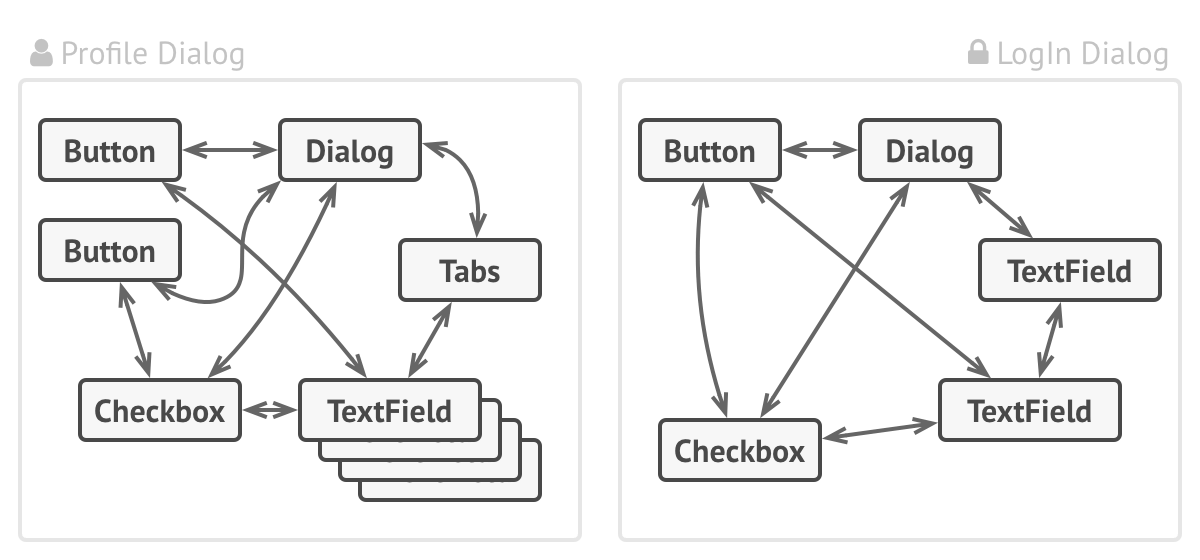 Profile Dialog
LogIn Dialog
Button
Dialog
Button
Tabs
Checkbox
TextField
Button
Dialog
TextField
TextField
Checkbox